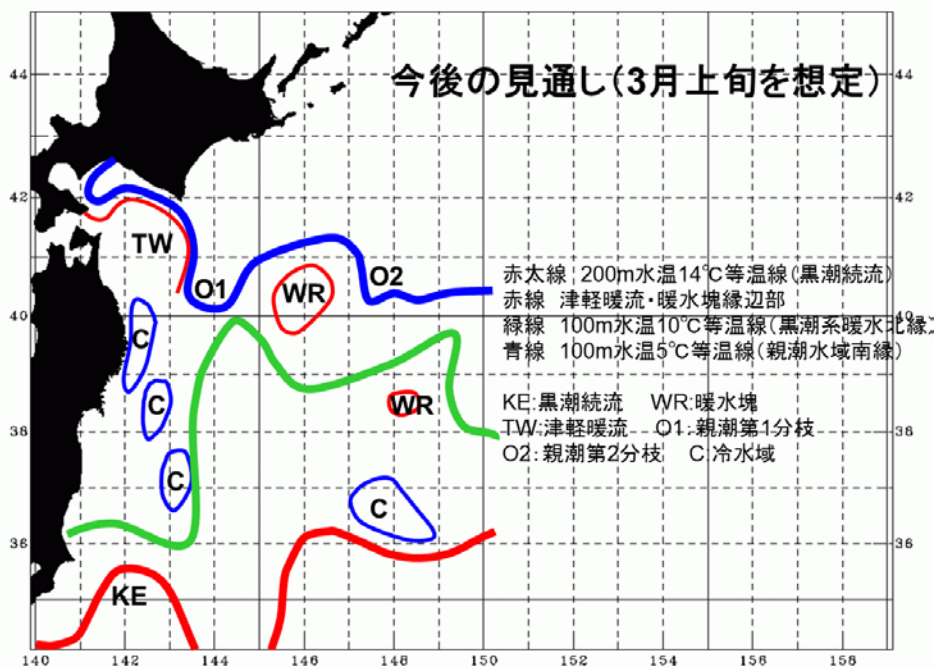 44 今後の見通し(3月上旬を想定) 44
42 42
TW
O1
O2
WR
赤太線 200m水温14℃等温線(黒潮続流)
赤線 津軽暖流・暖水塊縁辺部
40 40
緑線 100m水温10℃等温線(黒潮系暖水北縁)
青線 100m水温5℃等温線(親潮水域南縁)
C
C
WR
KE:黒潮続流 WR:暖水塊
38 TW:津軽暖流 O1:親潮第1分枝 38
O2:親潮第2分枝 C:冷水域
C
C
36 36
KE
140 142 144 146 148 150 152 154 156 158